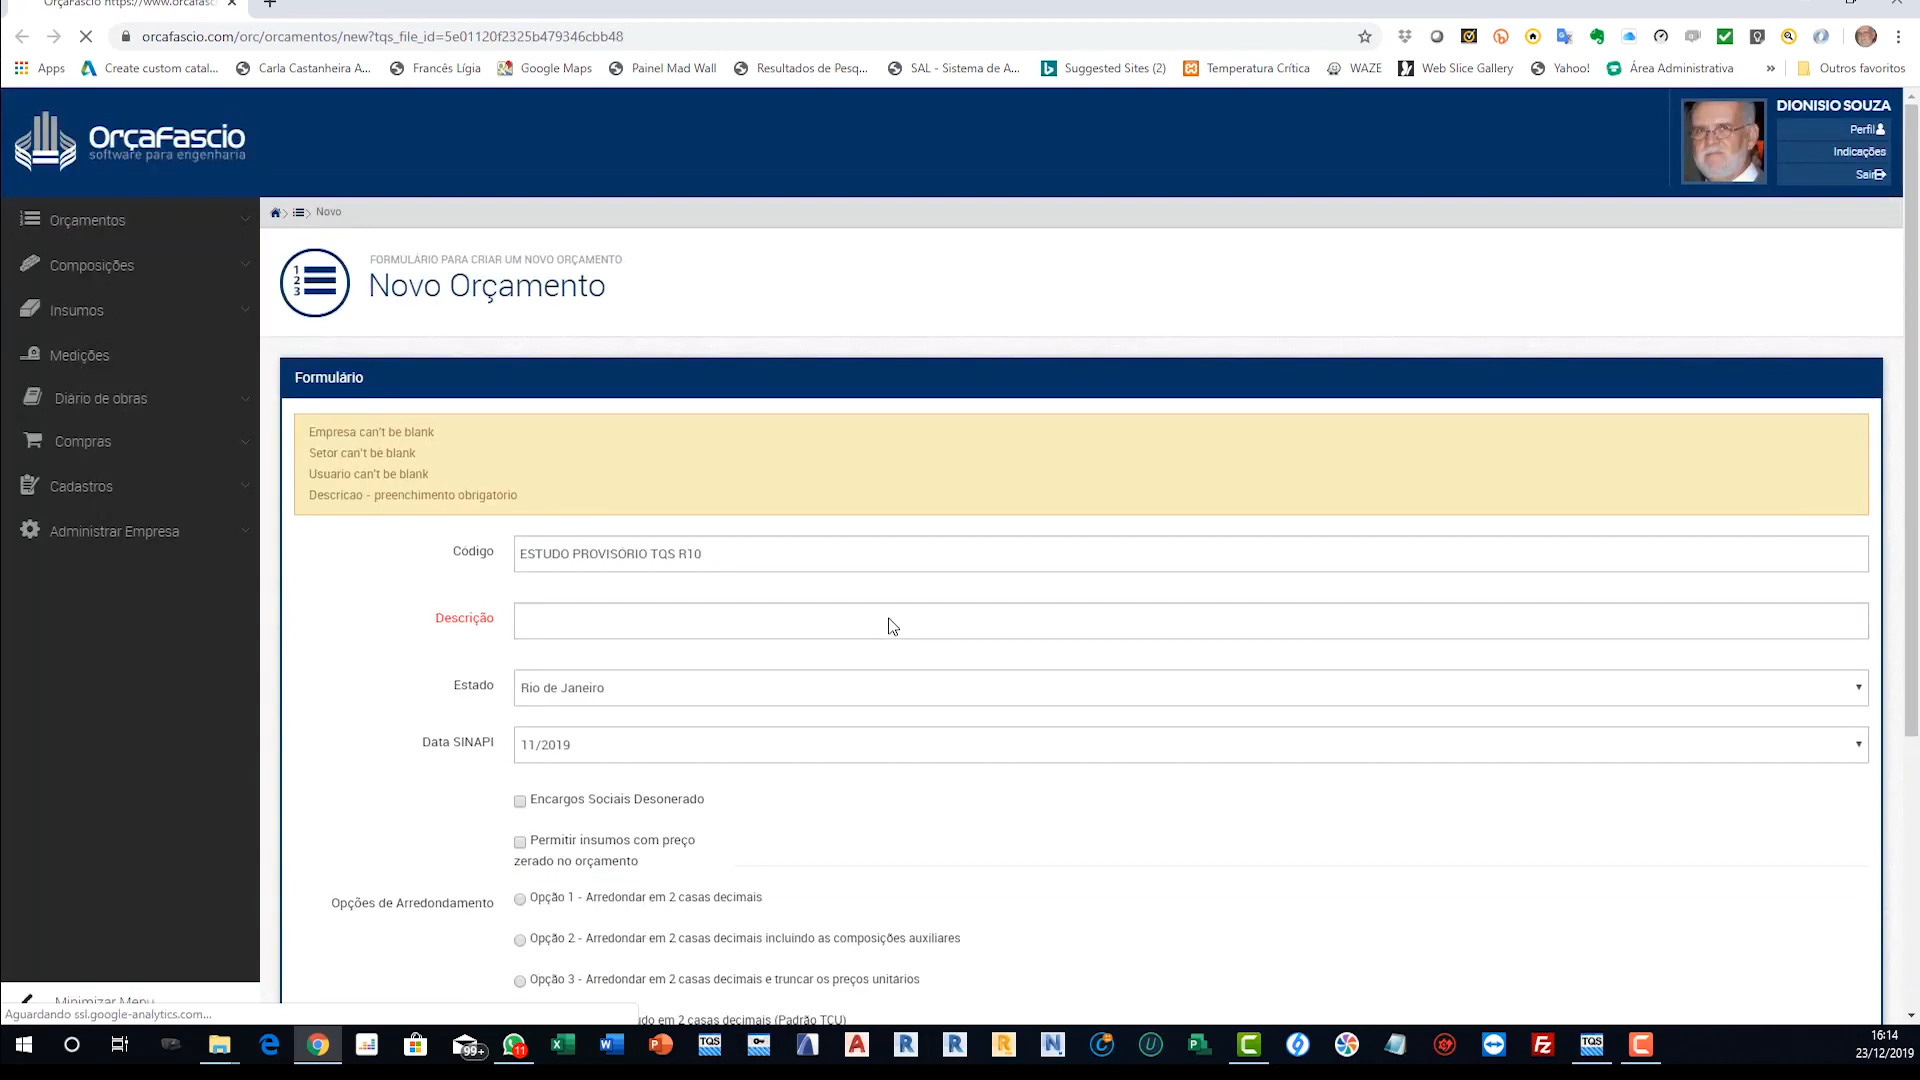 OrçaFascio https://www.orcafasc
orcafascio.com/orc/orcamentos/new?tqs_file_id=5e01120f2325b479346cbb48
Apps
Create custom catal...
Carla Castanheira A...
Francês Lígia
Google Maps
Painel Mad Wall
Resultados de Pesq...
SAL - Sistema de A...
Suggested Sites (2)
Temperatura Crítica
WAZE
Web Slice Gallery
Yahoo!
Área Administrativa
»
Outros favoritos
OrçaFascio
software para engenharia
DIONISIO SOUZA
Perfil
Indicações
Sair
Orçamentos
Composições
Insumos
Medições
Diário de obras
Compras
Cadastros
Administrar Empresa
Minimizar Menu
Novo
FORMULÁRIO PARA CRIAR UM NOVO ORÇAMENTO
Novo Orçamento
Formulário
Empresa can't be blank
Setor can't be blank
Usuario can't be blank
Descricao - preenchimento obrigatório
Código
ESTUDO PROVISÓRIO TQS R10
Descrição
Estado
Rio de Janeiro
Data SINAPI
11/2019
Encargos Sociais Desonerado
Permitir insumos com preço
zerado no orçamento
Opções de Arredondamento
Opção 1 - Arredondar em 2 casas decimais
Opção 2 - Arredondar em 2 casas decimais incluindo as composições auxiliares
Opção 3 - Arredondar em 2 casas decimais e truncar os preços unitários
em 2 casas decimais (Padrão TCU)
Aguardando ssl.google-analytics.com...
99+
11
TQS
TQS
16:14
23/12/2019